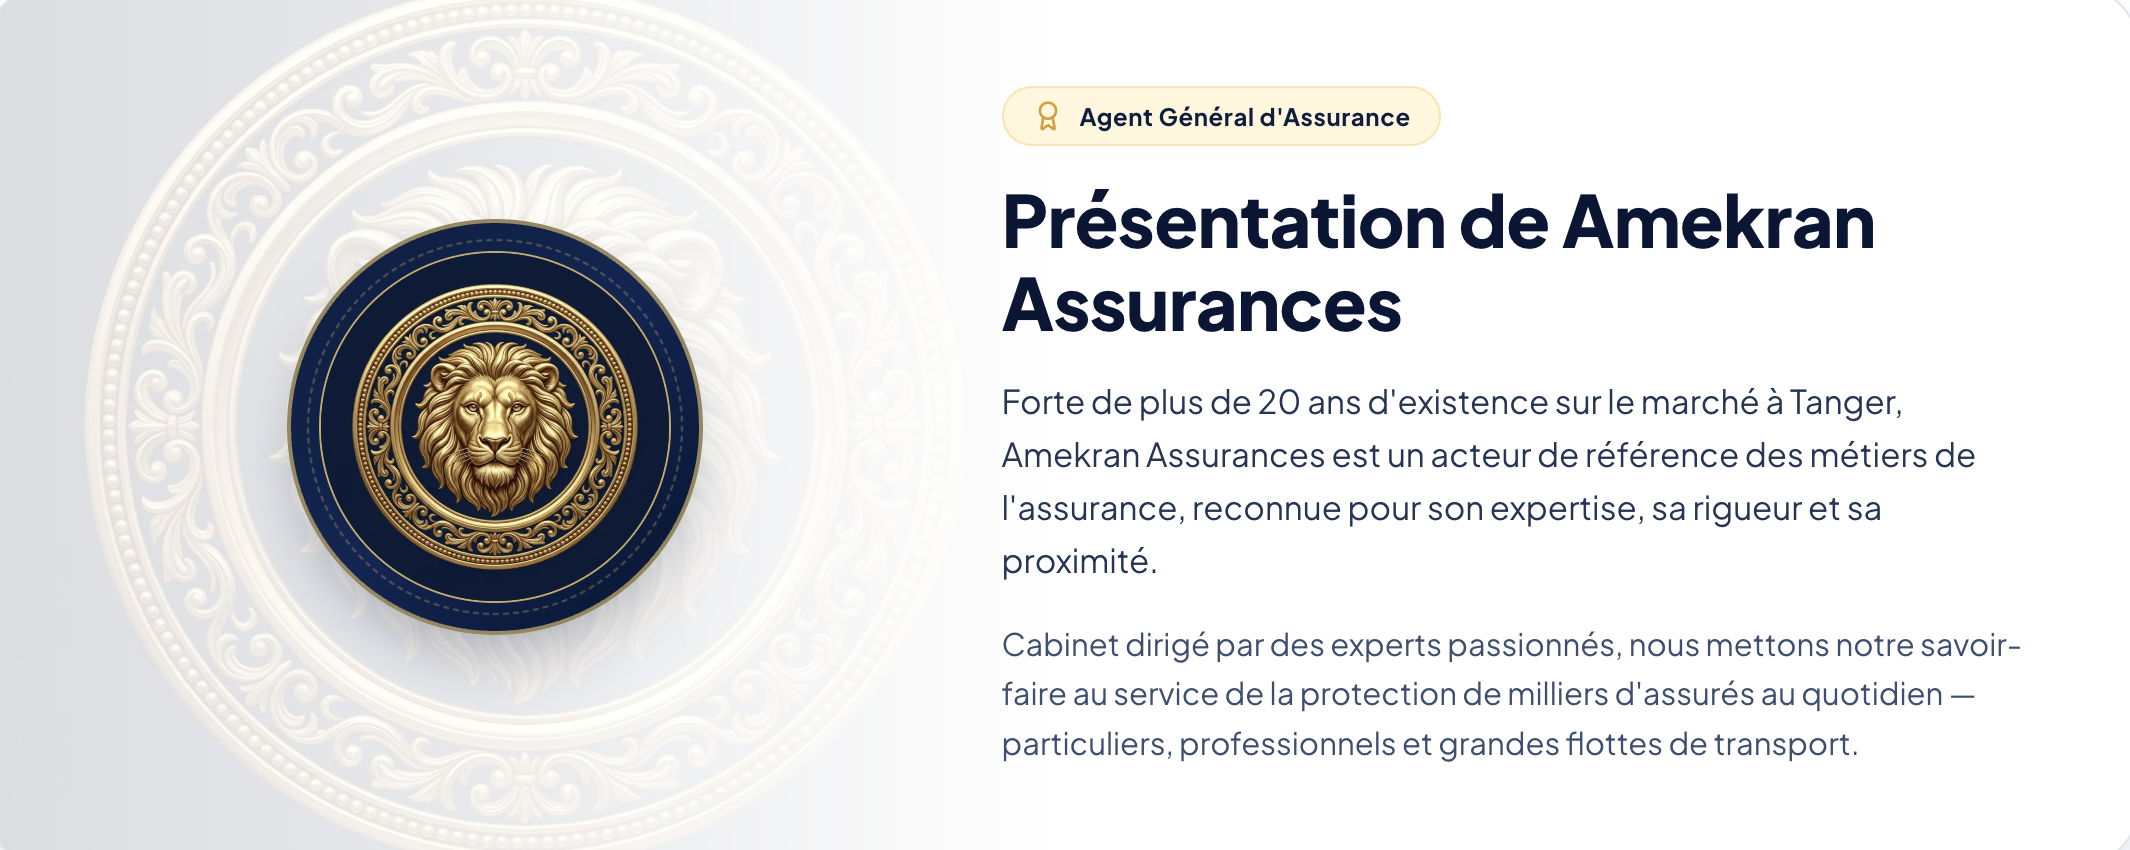 Agent Général d'Assurance
Présentation de Amekran
Assurances
Forte de plus de 20 ans d'existence sur le marché à Tanger,
Amekran Assurances est un acteur de référence des métiers de
l'assurance, reconnue pour son expertise, sa rigueur et sa
proximité.
Cabinet dirigé par des experts passionnés, nous mettons notre savoir-
faire au service de la protection de milliers d'assurés au quotidien —
particuliers, professionnels et grandes flottes de transport.